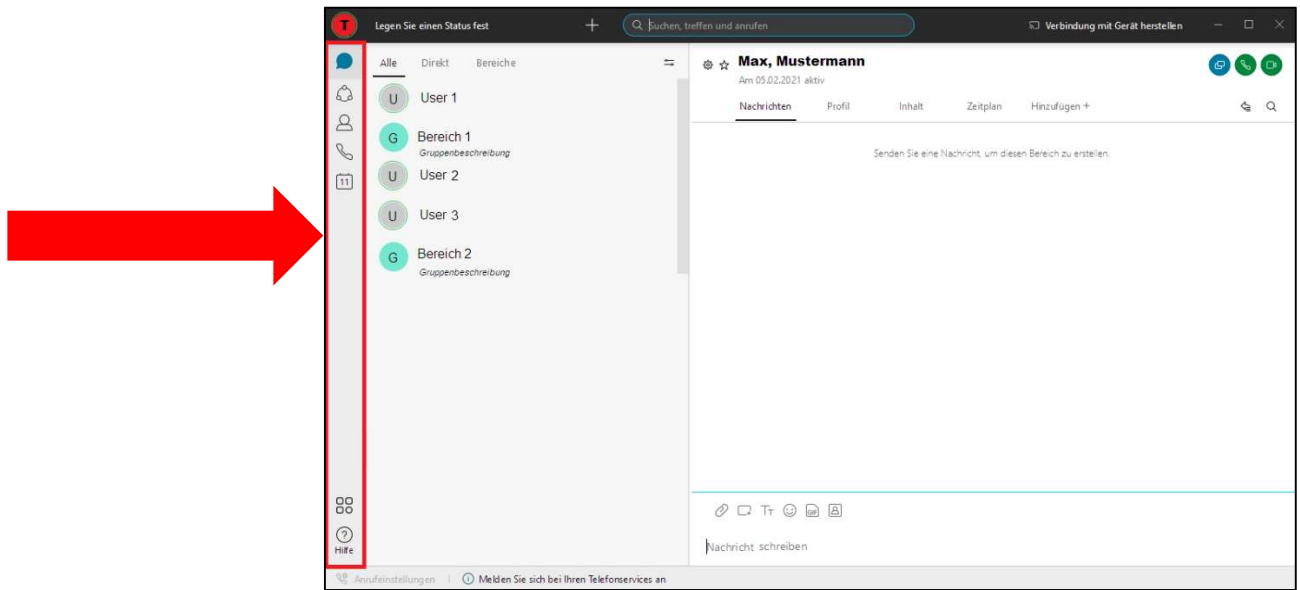 T
Legen Sie einen Status fest
Suchen, treffen und anrufen
Verbindung mit Gerät herstellen
11
Hilfe
Alle Direkt Bereiche
U User 1
G Bereich 1
Gruppenbeschreibung
U User 2
U User 3
G Bereich 2
Gruppenbeschreibung
Max, Mustermann
Am 05.02.2021 aktiv
Nachrichten Profil Inhalt Zeitplan Hinzufügen +
Senden Sie eine Nachricht, um diesen Bereich zu erstellen.
Tт
GIF
Nachricht schreiben
Anrufeinstellungen
Melden Sie sich bei Ihren Telefonservices an